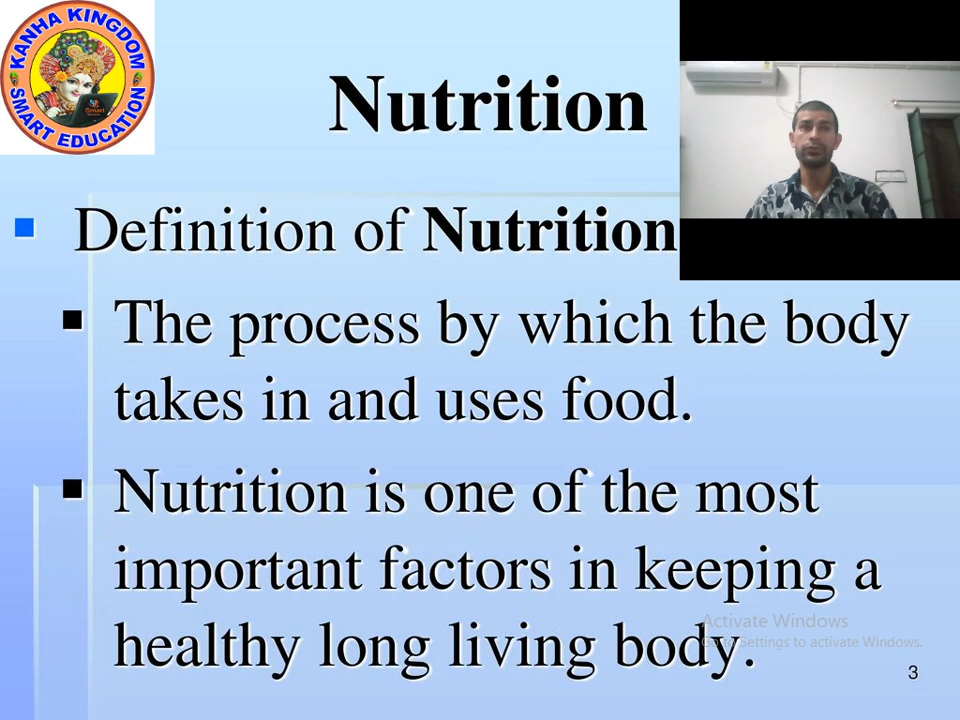 KANHA KINGDOM
SMART EDUCATION
Nutrition
Definition of Nutrition
The process by which the body
takes in and uses food.
Nutrition is one of the most
important factors in keeping a
healthy long living body.
Activate Windows
Go to Settings to activate Windows.
3